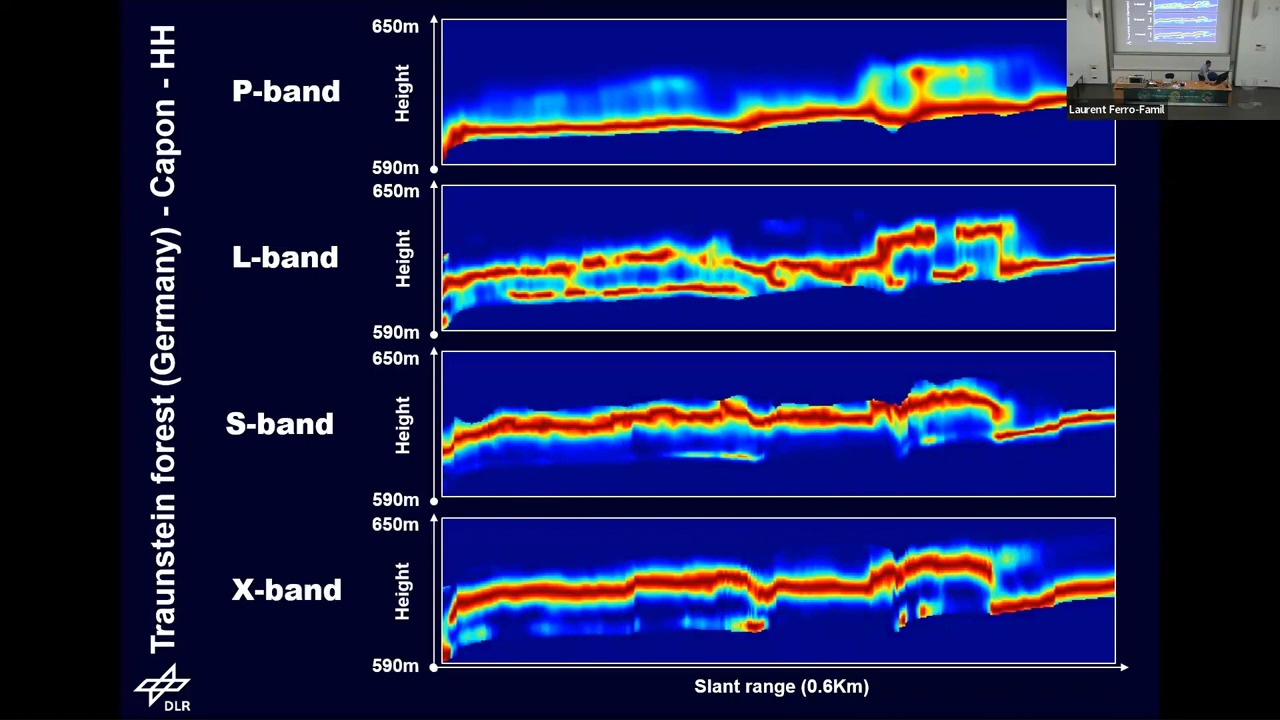 Traunstein forest (Germany) - Capon - HH
P-band
650m
Height
590m
L-band
650m
Height
590m
S-band
650m
Height
590m
X-band
650m
Height
590m
Slant range (0.6Km)
DLR
Laurent Ferro-Famil